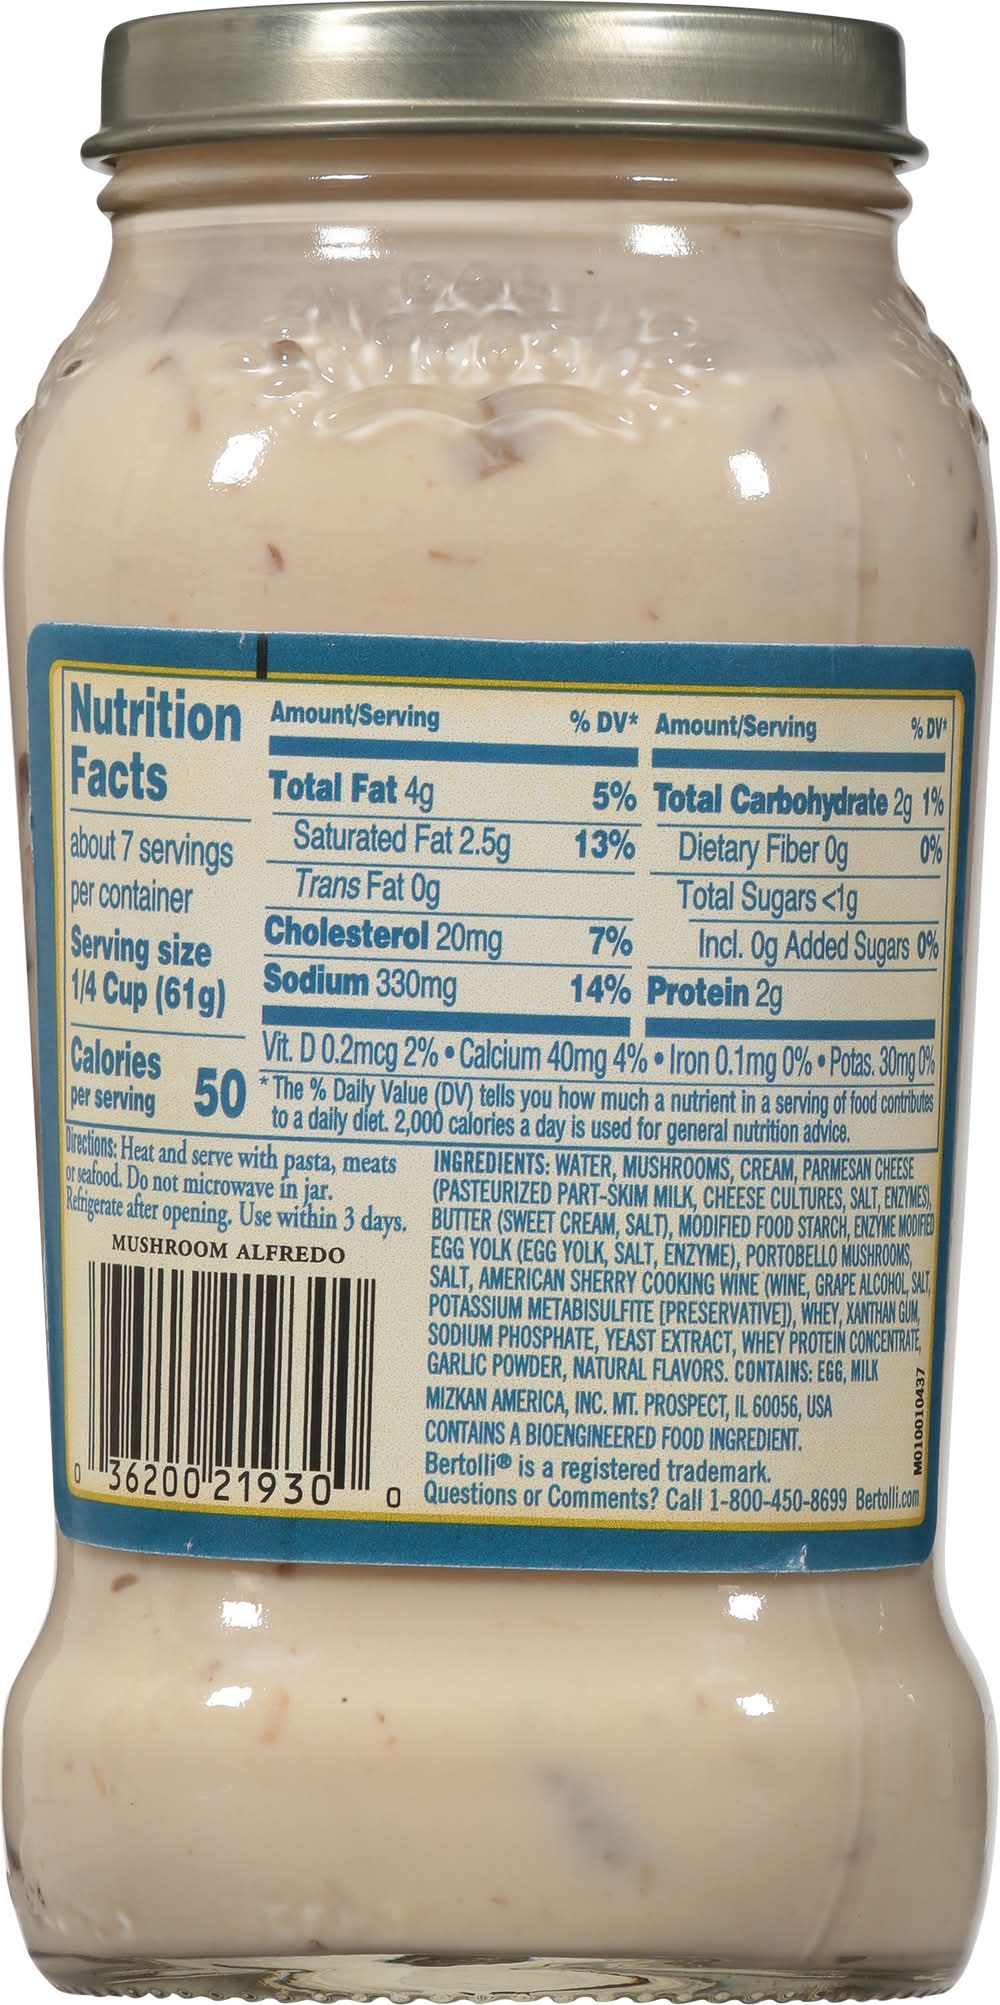 Nutrition
Facts
about 7 servings
per container
Serving size
1/4 Cup (61g)
Calories
per serving 50
Amount/Serving % DV*
Total Fat 4g 5%
Saturated Fat 2.5g 13%
Trans Fat 0g
Cholesterol 20mg 7%
Sodium 330mg 14%
Amount/Serving % DV*
Total Carbohydrate 2g 1%
Dietary Fiber 0g 0%
Total Sugars <1g
Incl. 0g Added Sugars 0%
Protein 2g
Vit. D 0.2mcg 2% • Calcium 40mg 4% • Iron 0.1mg 0% • Potas. 30mg 0%
* The % Daily Value (DV) tells you how much a nutrient in a serving of food contributes
to a daily diet. 2,000 calories a day is used for general nutrition advice.
Directions: Heat and serve with pasta, meats
or seafood. Do not microwave in jar.
Refrigerate after opening. Use within 3 days.
MUSHROOM ALFREDO
0 36200 21930 0
INGREDIENTS: WATER, MUSHROOMS, CREAM, PARMESAN CHEESE
(PASTEURIZED PART-SKIM MILK, CHEESE CULTURES, SALT, ENZYMES),
BUTTER (SWEET CREAM, SALT), MODIFIED FOOD STARCH, ENZYME MODIFIED
EGG YOLK (EGG YOLK, SALT, ENZYME), PORTOBELLO MUSHROOMS,
SALT, AMERICAN SHERRY COOKING WINE (WINE, GRAPE ALCOHOL, SALT,
POTASSIUM METABISULFITE [PRESERVATIVE]), WHEY, XANTHAN GUM,
SODIUM PHOSPHATE, YEAST EXTRACT, WHEY PROTEIN CONCENTRATE,
GARLIC POWDER, NATURAL FLAVORS. CONTAINS: EGG, MILK
MIZKAN AMERICA, INC. MT. PROSPECT, IL 60056, USA
CONTAINS A BIOENGINEERED FOOD INGREDIENT.
Bertolli® is a registered trademark.
Questions or Comments? Call 1-800-450-8699 Bertolli.com
M010010437